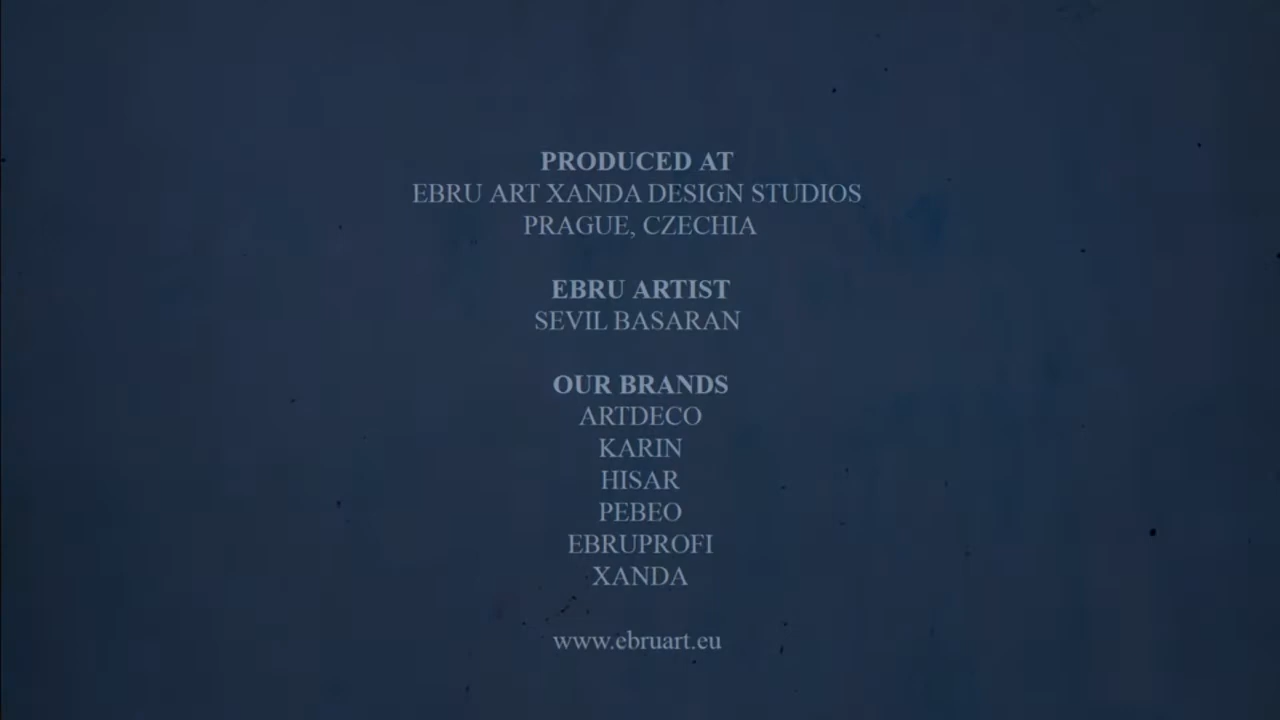 PRODUCED AT
EBRU ART XANDA DESIGN STUDIOS
PRAGUE, CZECHIA
EBRU ARTIST
SEVIL BASARAN
OUR BRANDS
ARTDECO
KARIN
HISAR
PEBEO
EBRUPROFI
XANDA
www.ebruart.eu